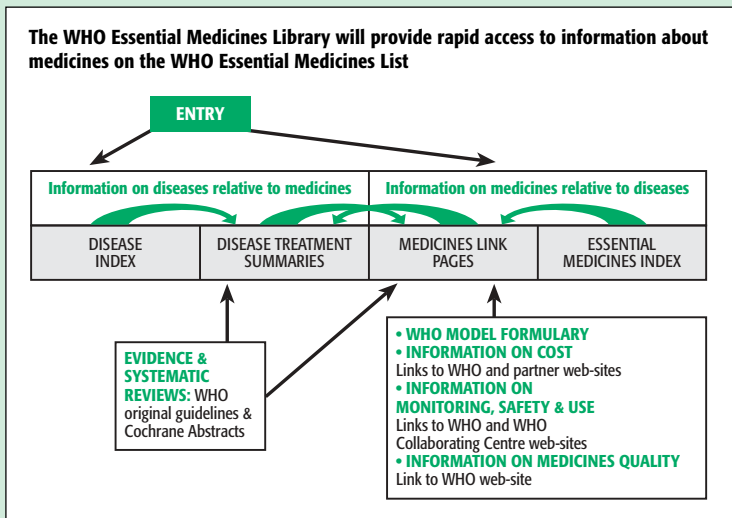 The WHO Essential Medicines Library will provide rapid access to information about
medicines on the WHO Essential Medicines List
ENTRY
Information on diseases relative to medicines
Information on medicines relative to diseases
DISEASE
INDEX
DISEASE TREATMENT
SUMMARIES
MEDICINES LINK
PAGES
ESSENTIAL
MEDICINES INDEX
EVIDENCE &
SYSTEMATIC
REVIEWS: WHO
original guidelines &
Cochrane Abstracts
• WHO MODEL FORMULARY
• INFORMATION ON COST
Links to WHO and partner web-sites
• INFORMATION ON
MONITORING, SAFETY & USE
Links to WHO and WHO
Collaborating Centre web-sites
• INFORMATION ON MEDICINES QUALITY
Link to WHO web-site